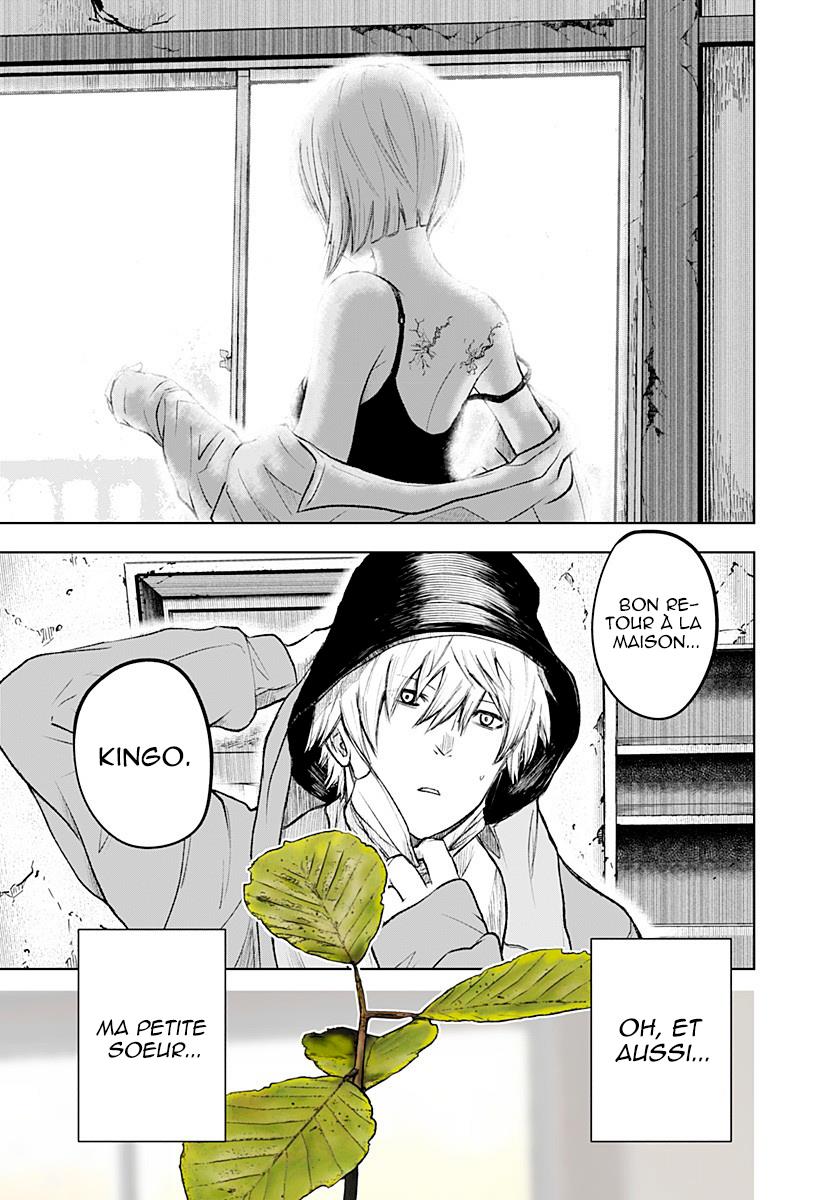 BON RE-
TOUR À LA
MAISON...
KINGO.
OH, ET
AUSSI...
MA PETITE
SOEUR...